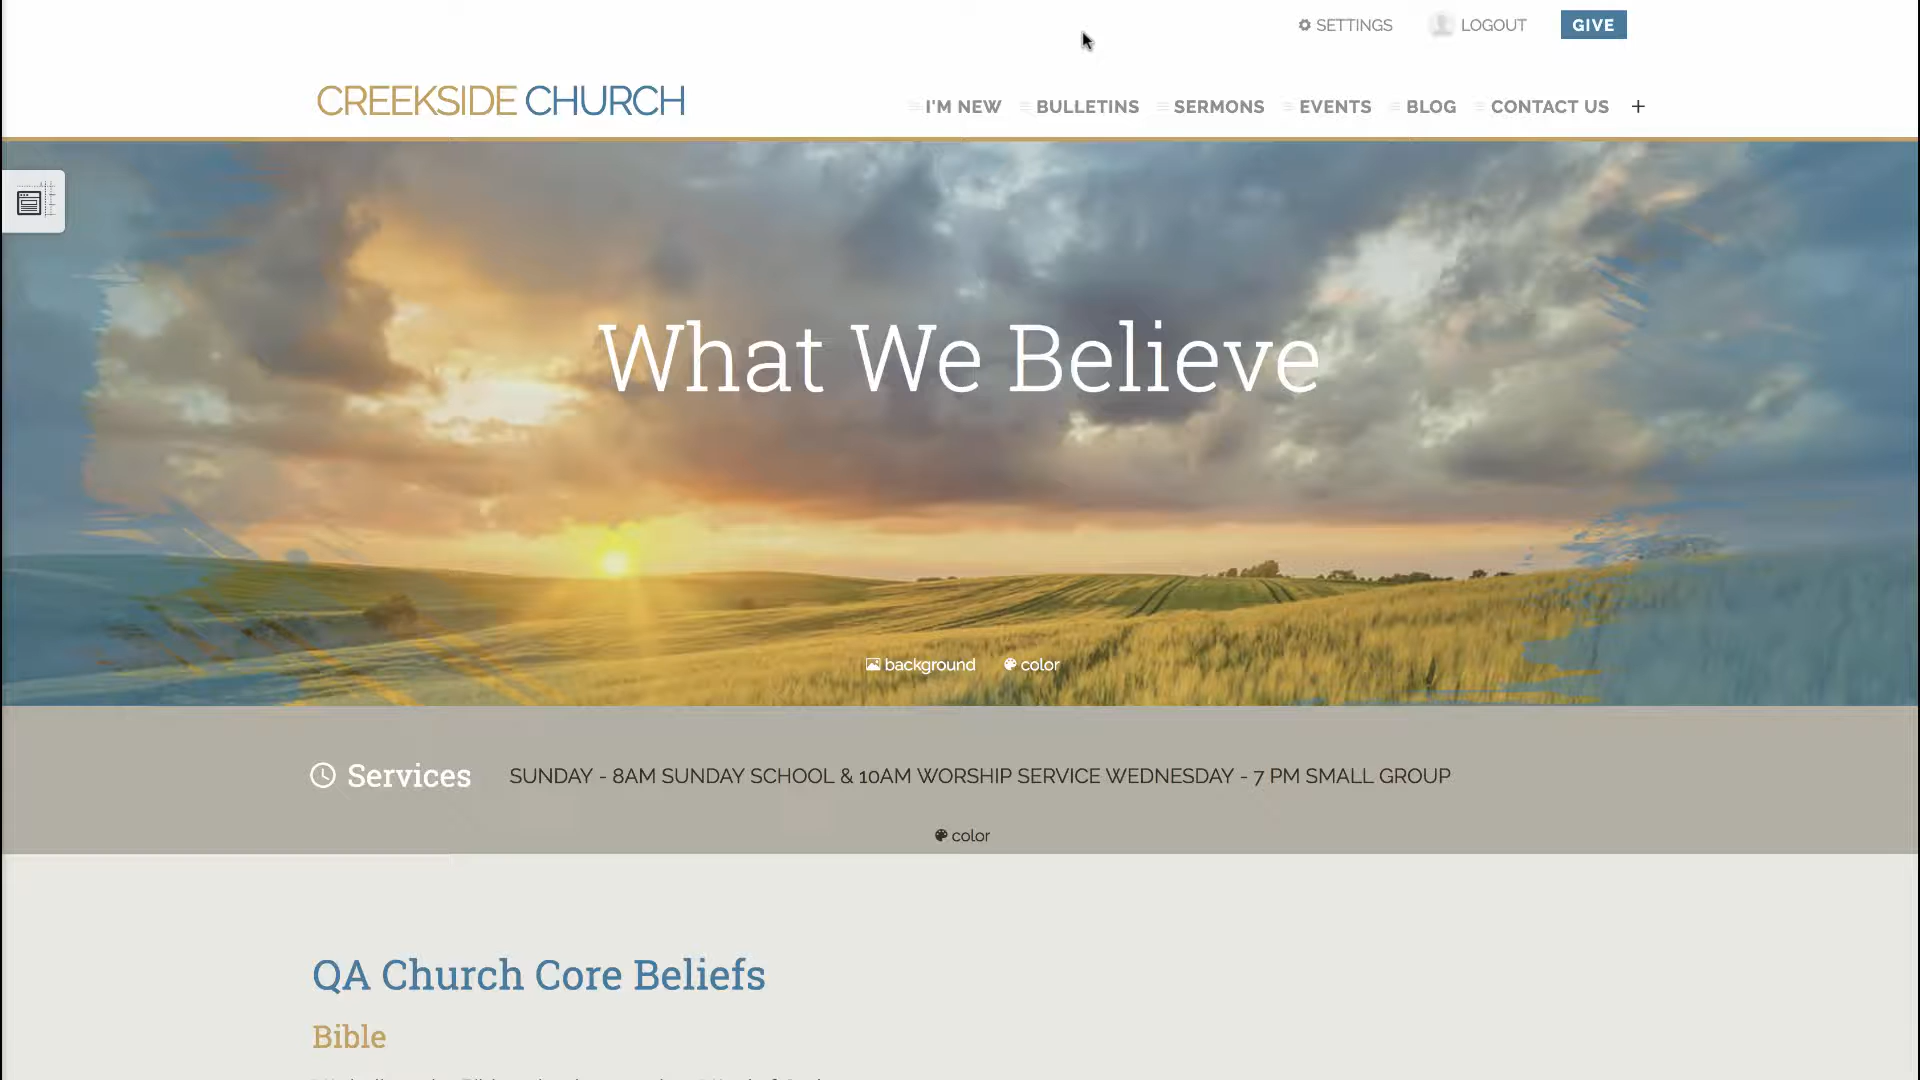 SETTINGS
LOGOUT
GIVE
CREEKSIDE CHURCH
I'M NEW
BULLETINS
SERMONS
EVENTS
BLOG
CONTACT US
+
What We Believe
background
color
Services
SUNDAY - 8AM SUNDAY SCHOOL & 10AM WORSHIP SERVICE WEDNESDAY - 7 PM SMALL GROUP
color
QA Church Core Beliefs
Bible